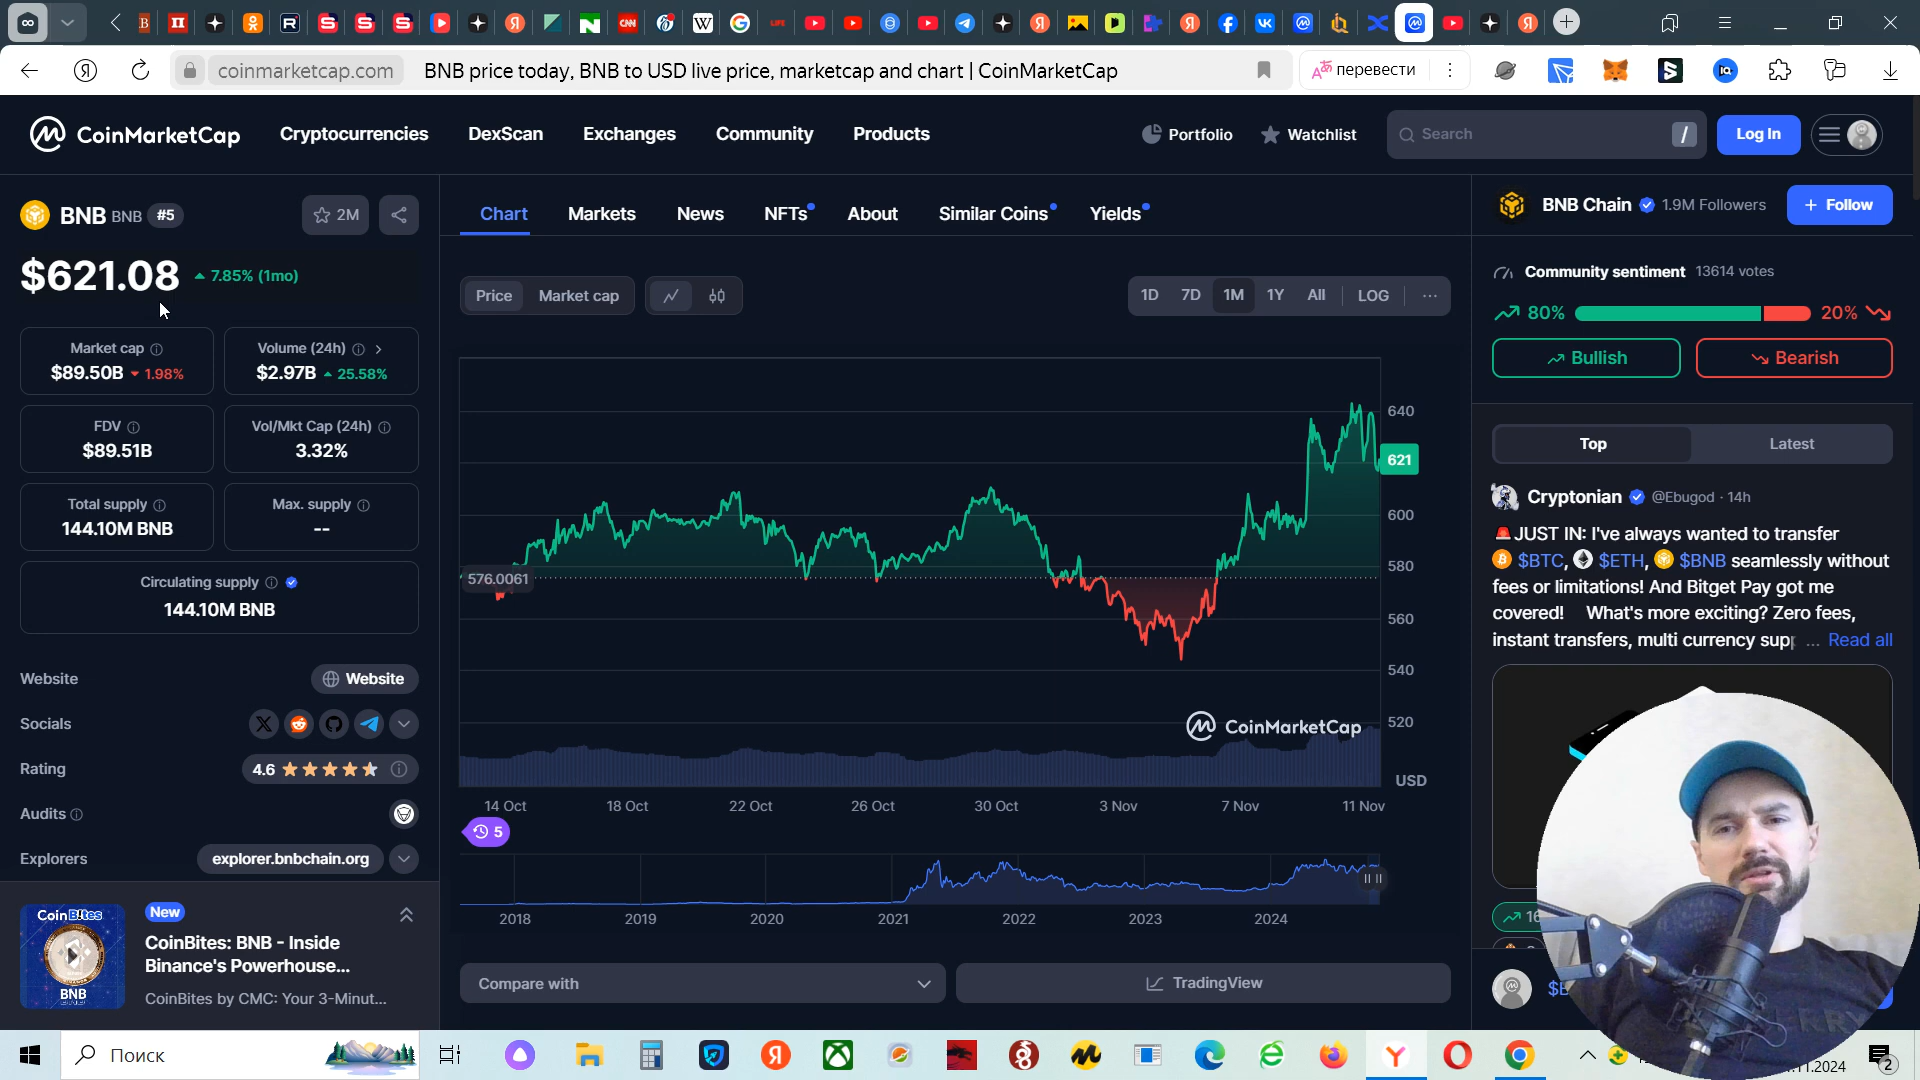 coinmarketcap.com BNB price today, BNB to USD live price, marketcap and chart | CoinMarketCap перевести
CoinMarketCap Cryptocurrencies DexScan Exchanges Community Products Portfolio Watchlist Search / Log In
BNB BNB #5 2M
$621.08 7.85% (1mo)
Market cap
$89.50B 1.98%
Volume (24h)
$2.97B 25.58%
FDV
$89.51B
Vol/Mkt Cap (24h)
3.32%
Total supply
144.10M BNB
Max. supply
--
Circulating supply
144.10M BNB
Website Website
Socials
Rating 4.6
Audits
Explorers explorer.bnbchain.org
CoinBites
BNB
New
CoinBites: BNB - Inside
Binance's Powerhouse...
CoinBites by CMC: Your 3-Minut...
Chart Markets News NFTs About Similar Coins Yields
Price Market cap 1D 7D 1M 1Y All LOG ...
640
621
600
580
576.0061
560
540
520
CoinMarketCap
USD
14 Oct 18 Oct 22 Oct 26 Oct 30 Oct 3 Nov 7 Nov 11 Nov
5
2018 2019 2020 2021 2022 2023 2024
Compare with TradingView
BNB Chain 1.9M Followers + Follow
Community sentiment 13614 votes
80% 20%
Bullish Bearish
Top Latest
Cryptonian @Ebugod · 14h
JUST IN: I've always wanted to transfer
$BTC, $ETH, $BNB seamlessly without
fees or limitations! And Bitget Pay got me
covered! What's more exciting? Zero fees,
instant transfers, multi currency supp ... Read all
Поиск
2